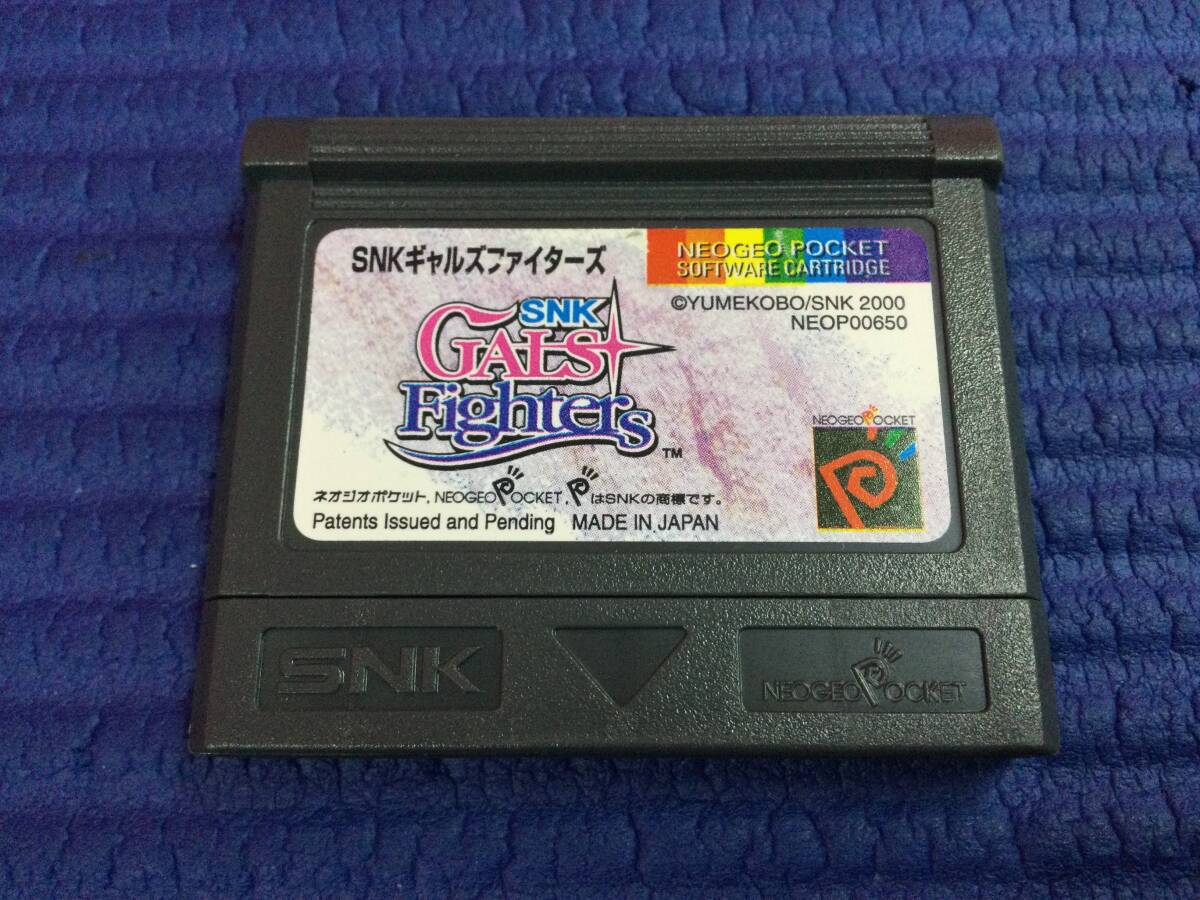 SNKギャルズファイターズ
NEOGEO POCKET
SOFTWARE CARTRIDGE
©YUMEKOBO/SNK 2000
NEOP00650
SNK
GALS
Fighters
TM
NEOGEO POCKET
ネオジオポケット, NEOGEO POCKET, PはSNKの商標です。
Patents Issued and Pending MADE IN JAPAN
SNK
NEOGEO POCKET